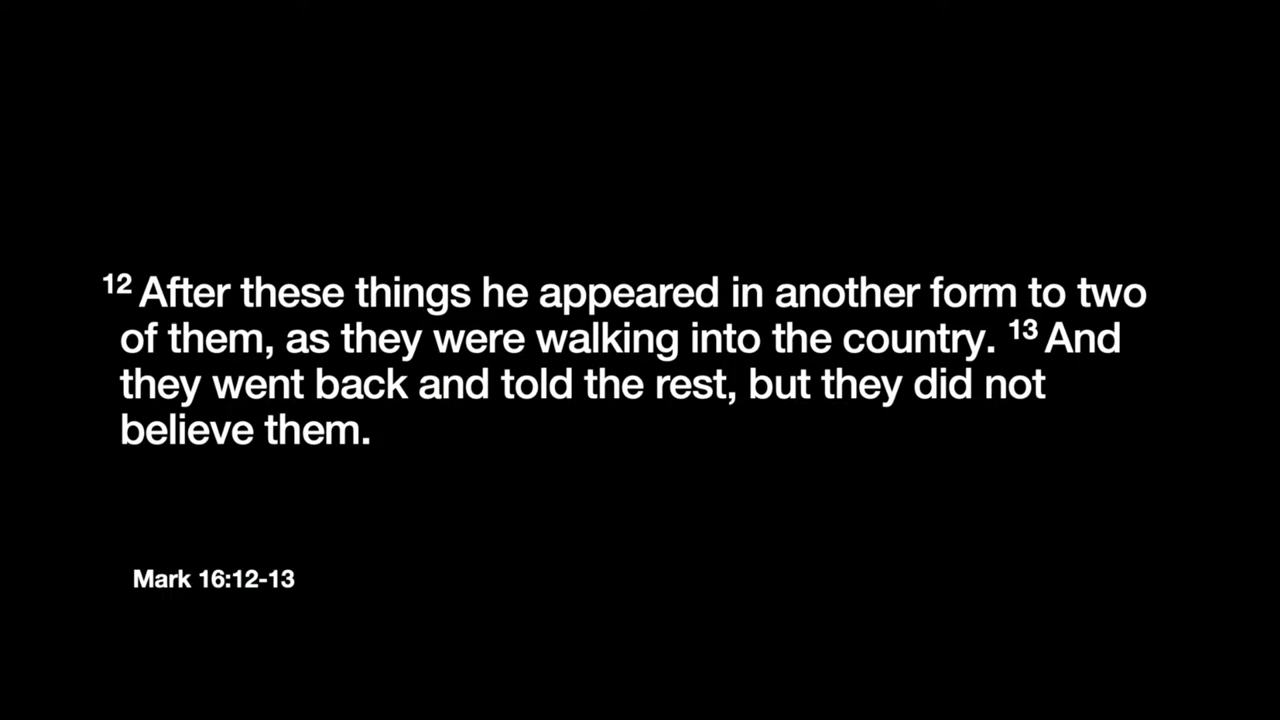 12 After these things he appeared in another form to two
of them, as they were walking into the country. 13 And
they went back and told the rest, but they did not
believe them.
Mark 16:12-13